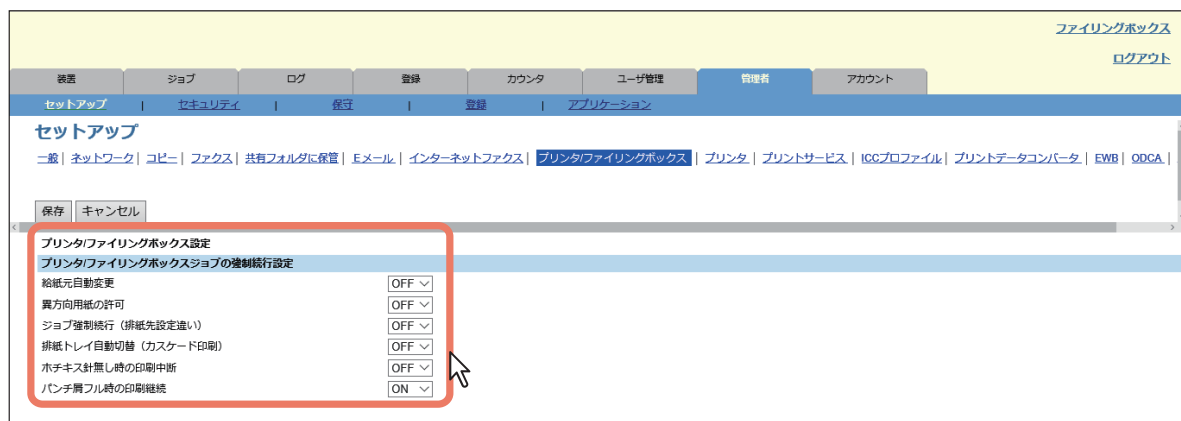 ファイリングボックス
ログアウト
装置 ジョブ ログ 登録 カウンタ ユーザ管理 管理者 アカウント
セットアップ | セキュリティ | 保守 | 登録 | アプリケーション
セットアップ
一般 | ネットワーク | コピー | ファクス | 共有フォルダに保管 | Eメール | インターネットファクス | プリンタ/ファイリングボックス | プリンタ | プリントサービス | ICCプロファイル | プリントデータコンバータ | EWB | ODCA |
保存 キャンセル
プリンタ/ファイリングボックス設定
プリンタ/ファイリングボックスジョブの強制続行設定
給紙元自動変更 OFF
異方向用紙の許可 OFF
ジョブ強制続行（排紙先設定違い） OFF
排紙トレイ自動切替（カスケード印刷） OFF
ホチキス針無し時の印刷中断 OFF
パンチ屑フル時の印刷継続 ON